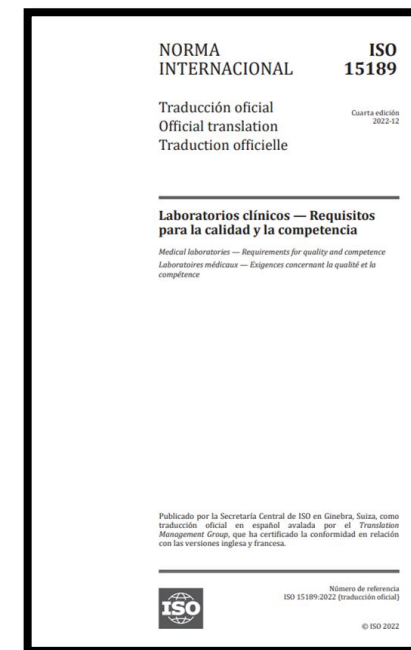 NORMA
INTERNACIONAL
ISO
15189
Traducción oficial
Official translation
Traduction officielle
Cuarta edición
2022-12
Laboratorios clínicos — Requisitos
para la calidad y la competencia
Medical laboratories — Requirements for quality and competence
Laboratoires médicaux — Exigences concernant la qualité et la
compétence
Publicado por la Secretaría Central de ISO en Ginebra, Suiza, como
traducción oficial en español avalada por el Translation
Management Group, que ha certificado la conformidad en relación
con las versiones inglesa y francesa.
ISO
Número de referencia
ISO 15189:2022 (traducción oficial)
© ISO 2022